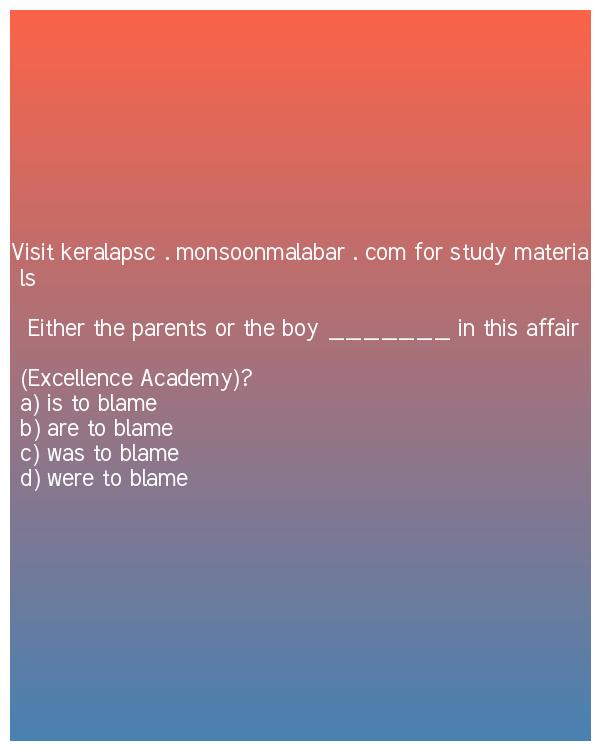 Visit keralapsc . monsoonmalabar . com for study materia
ls
Either the parents or the boy _______ in this affair
(Excellence Academy)?
a) is to blame
b) are to blame
c) was to blame
d) were to blame